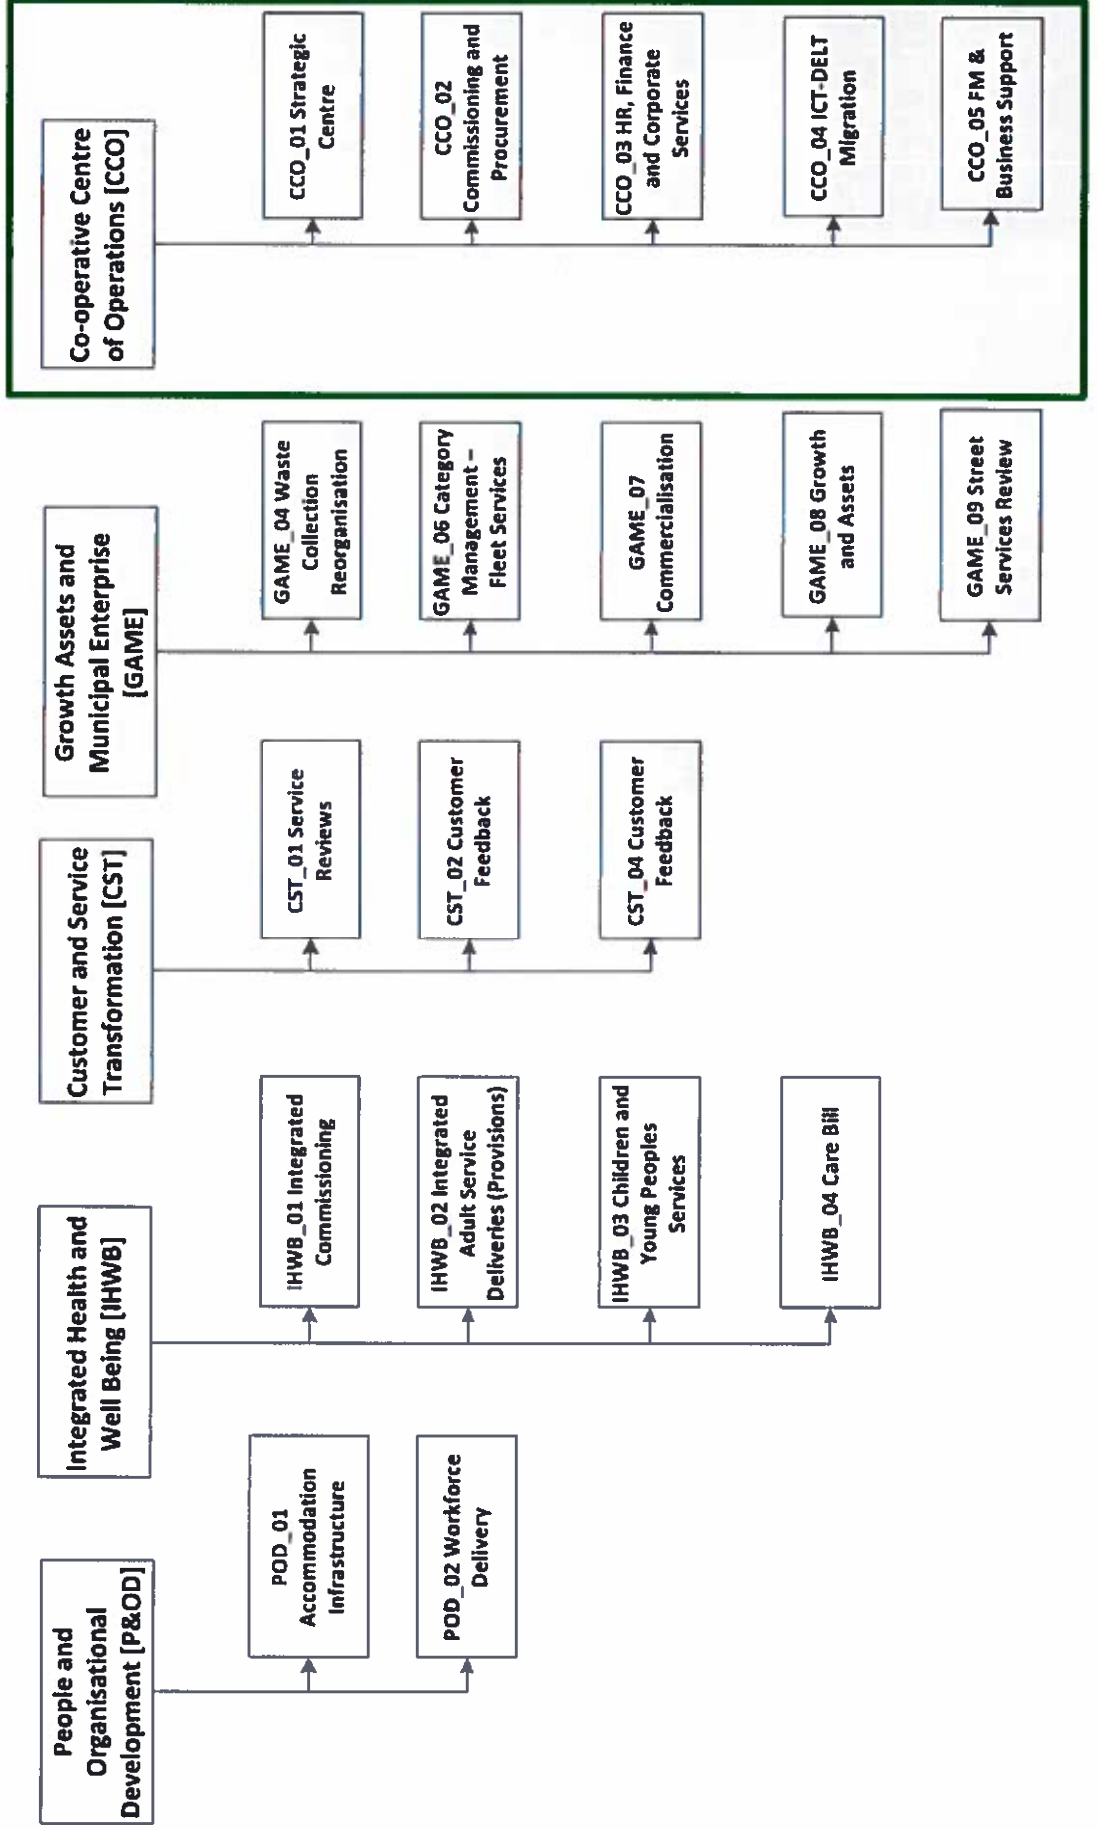 People and
Organisational
Development [P&OD]
POD_01
Accommodation
Infrastructure
POD_02 Workforce
Delivery
Integrated Health and
Well Being [IHWB]
IHWB_01 Integrated
Commissioning
IHWB_02 Integrated
Adult Service
Deliveries (Provisions)
IHWB_03 Children and
Young Peoples
Services
IHWB_04 Care Bill
Customer and Service
Transformation [CST]
CST_01 Service
Reviews
CST_02 Customer
Feedback
CST_04 Customer
Feedback
Growth Assets and
Municipal Enterprise
[GAME]
GAME_04 Waste
Collection
Reorganisation
GAME_06 Category
Management –
Fleet Services
GAME_07
Commercialisation
GAME_08 Growth
and Assets
GAME_09 Street
Services Review
Co-operative Centre
of Operations [CCO]
CCO_01 Strategic
Centre
CCO_02
Commissioning and
Procurement
CCO_03 HR, Finance
and Corporate
Services
CCO_04 ICT-DELT
Migration
CCO_05 FM &
Business Support